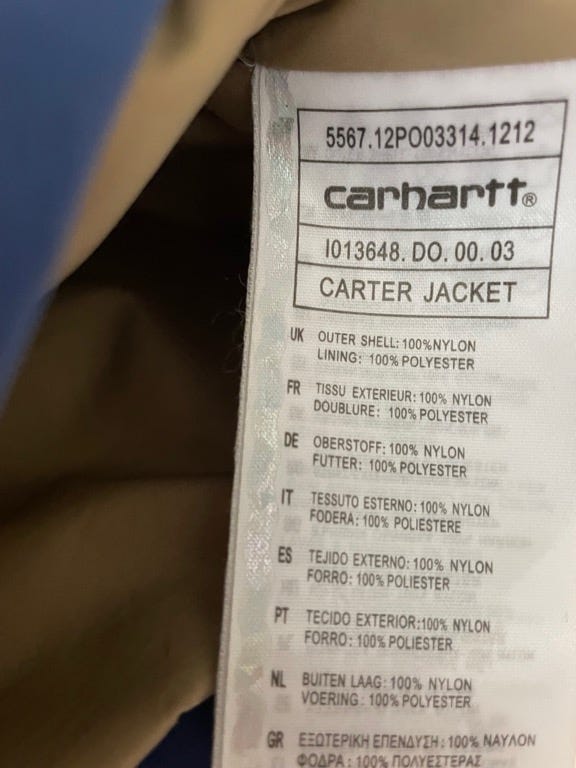 5567.12PO03314.1212
carhartt®
I013648. DO. 00. 03
CARTER JACKET
UK OUTER SHELL: 100%NYLON
LINING: 100% POLYESTER
FR TISSU EXTERIEUR: 100% NYLON
DOUBLURE: 100% POLYESTER
DE OBERSTOFF: 100% NYLON
FUTTER: 100% POLYESTER
IT TESSUTO ESTERNO: 100% NYLON
FODERA: 100% POLIESTERE
ES TEJIDO EXTERNO: 100% NYLON
FORRO: 100% POLIESTER
PT TECIDO EXTERIOR:100% NYLON
FORRO: 100% POLIESTER
NL BUITEN LAAG: 100% NYLON
VOERING: 100% POLYESTER
GR ΕΞΩΤΕΡΙΚΗ ΕΠΕΝΔΥΣΗ: 100% ΝΑΥΛΟΝ
ΦΟΔΡΑ: 100% ΠΟΛΥΕΣΤΕΡΑΣ